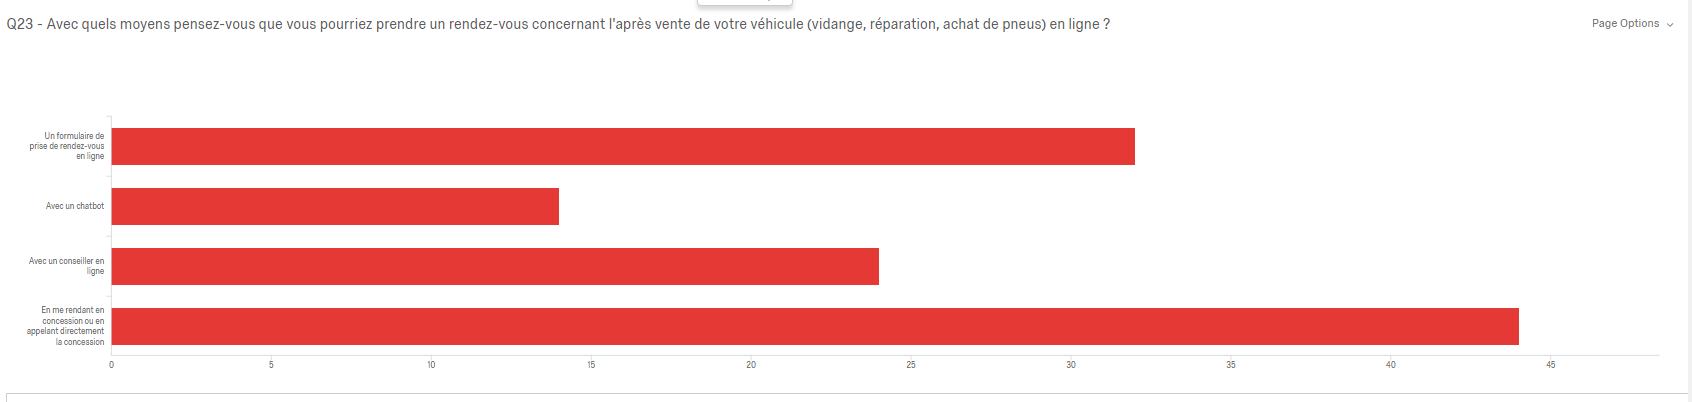 Q23 - Avec quels moyens pensez-vous que vous pourriez prendre un rendez-vous concernant l'après vente de votre véhicule (vidange, réparation, achat de pneus) en ligne ?
Page Options
Un formulaire de
prise de rendez-vous
en ligne
Avec un chatbot
Avec un conseiller en
ligne
En me rendant en
concession ou en
appelant directement
la concession
0 5 10 15 20 25 30 35 40 45